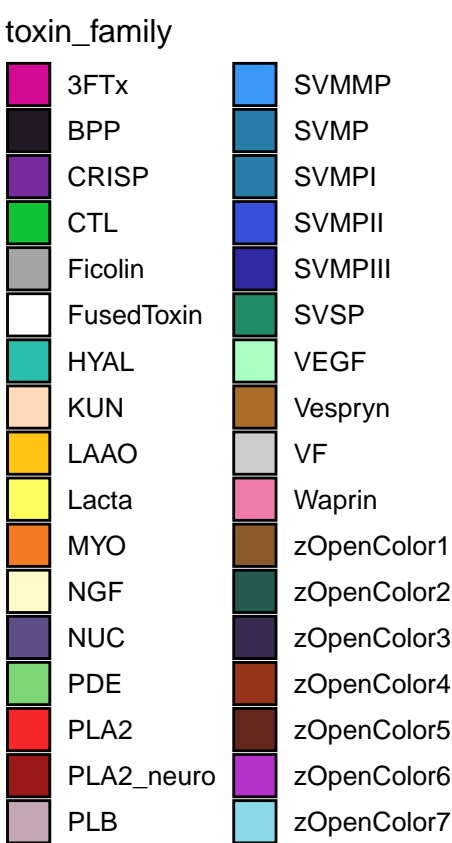 toxin_family
3FTx
BPP
CRISP
CTL
Ficolin
FusedToxin
HYAL
KUN
LAAO
Lacta
MYO
NGF
NUC
PDE
PLA2
PLA2_neuro
PLB
SVMMP
SVMP
SVMPI
SVMPII
SVMPIII
SVSP
VEGF
Vespryn
VF
Waprin
zOpenColor1
zOpenColor2
zOpenColor3
zOpenColor4
zOpenColor5
zOpenColor6
zOpenColor7